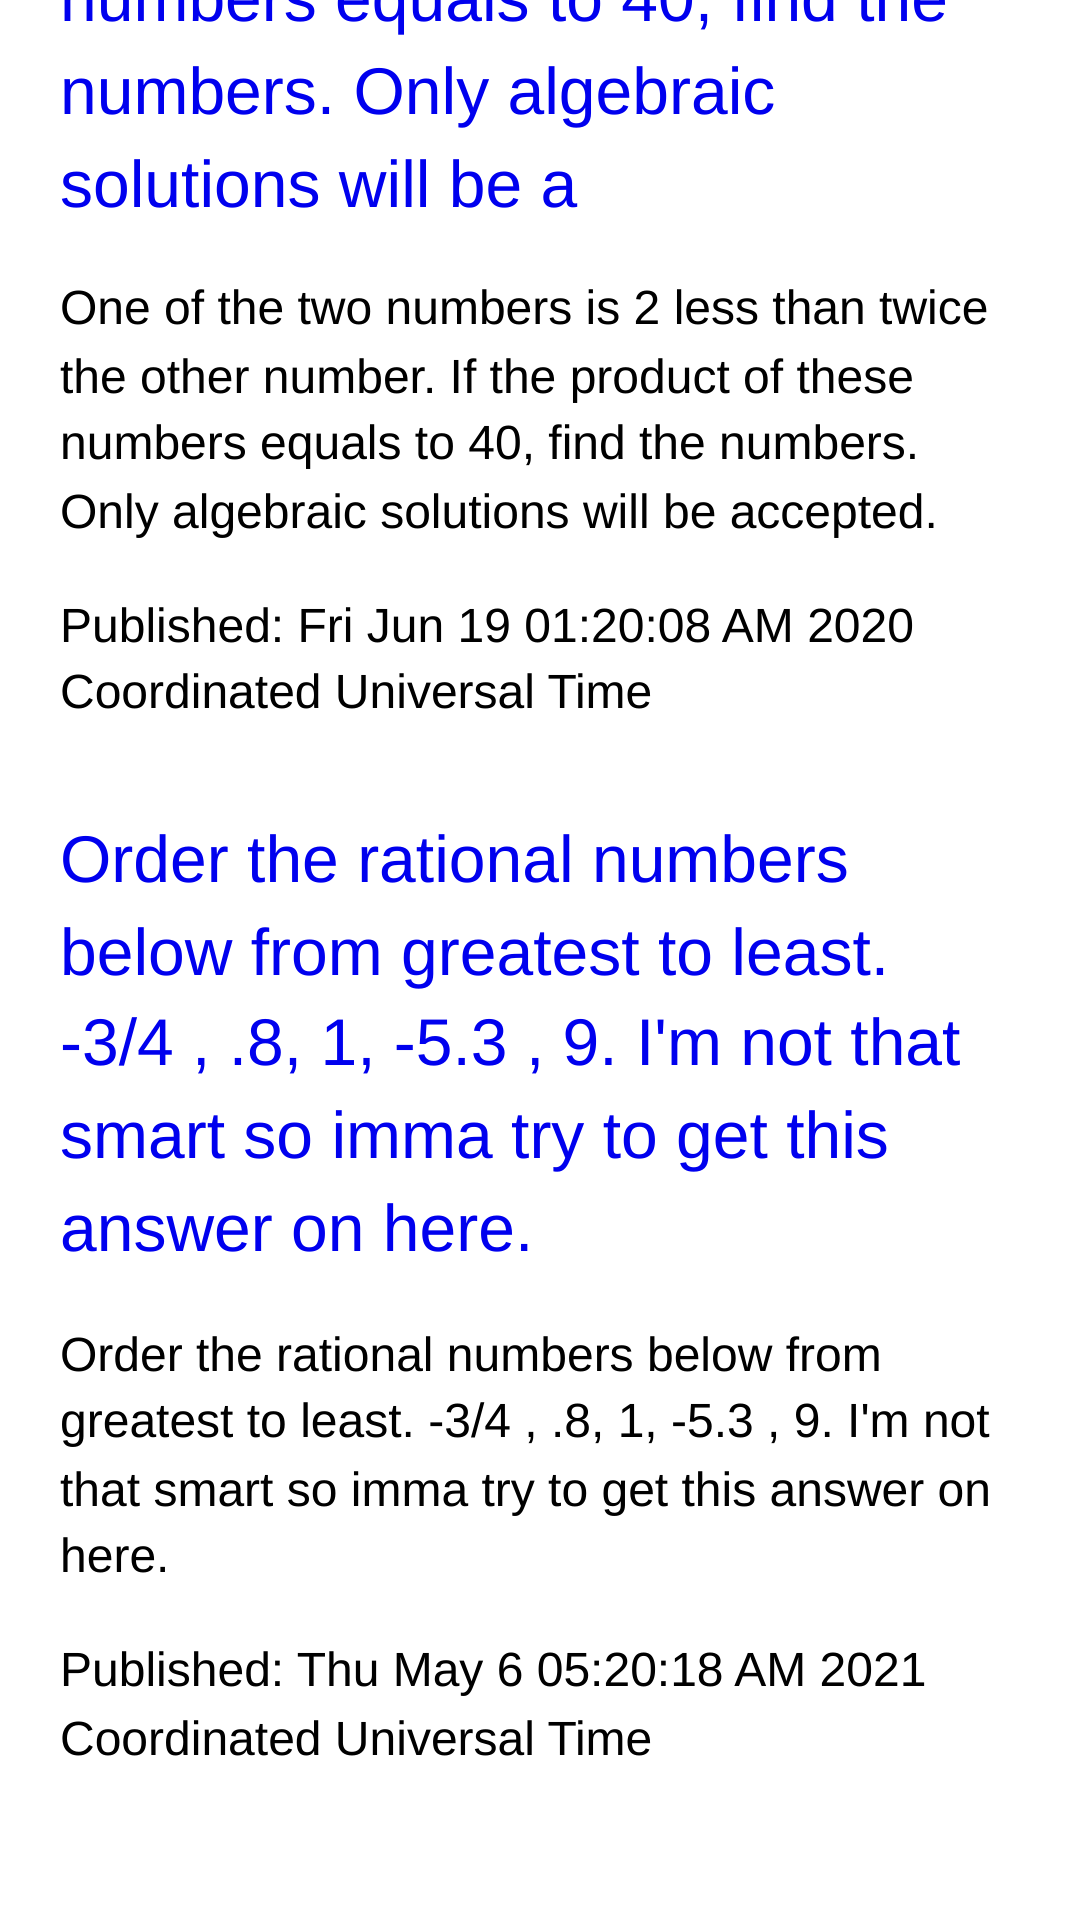 numbers equals to 40, find the
numbers. Only algebraic
solutions will be a
One of the two numbers is 2 less than twice
the other number. If the product of these
numbers equals to 40, find the numbers.
Only algebraic solutions will be accepted.
Published: Fri Jun 19 01:20:08 AM 2020
Coordinated Universal Time
Order the rational numbers
below from greatest to least.
-3/4 , .8, 1, -5.3 , 9. I'm not that
smart so imma try to get this
answer on here.
Order the rational numbers below from
greatest to least. -3/4 , .8, 1, -5.3 , 9. I'm not
that smart so imma try to get this answer on
here.
Published: Thu May 6 05:20:18 AM 2021
Coordinated Universal Time